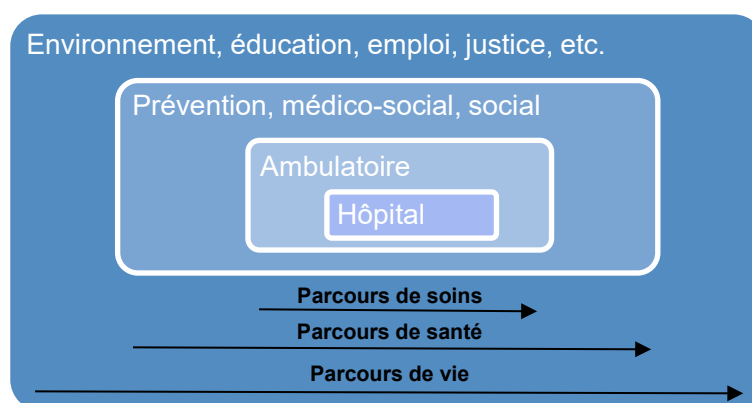 Environnement, éducation, emploi, justice, etc.
Prévention, médico-social, social
Ambulatoire
Hôpital
Parcours de soins
Parcours de santé
Parcours de vie